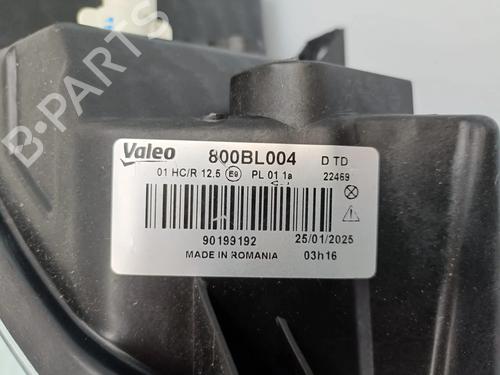 Valeo 800BL004 D TD
01 HC/R 12.5 E9 PL 01 1a 22469
90199192 25/01/2025
MADE IN ROMANIA 03h16
B-PARTS